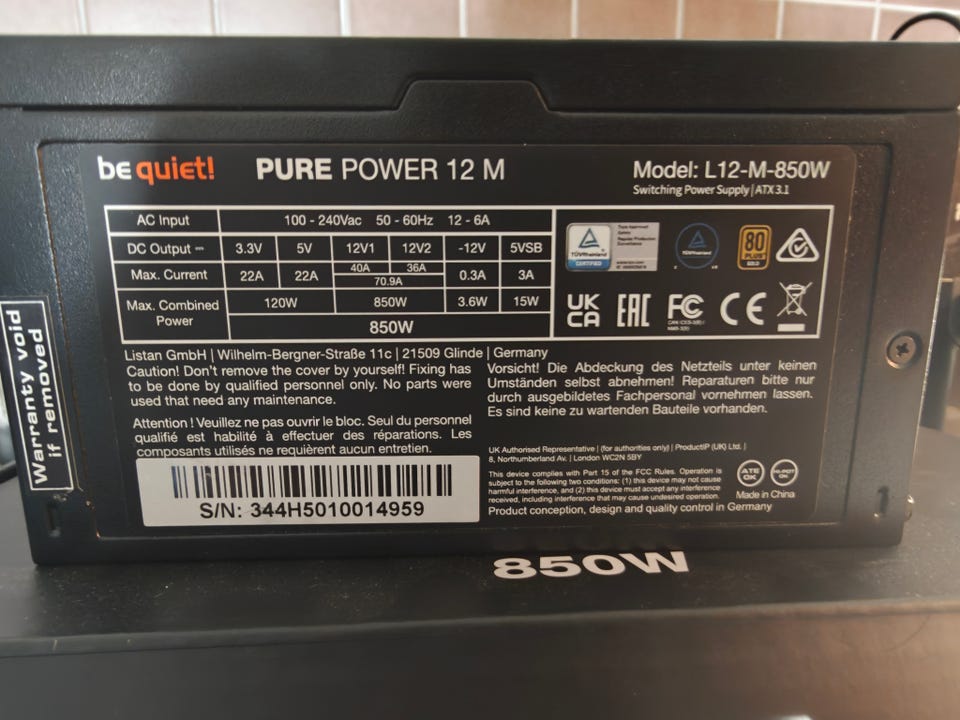 be quiet! PURE POWER 12 M Model: L12-M-850W
Switching Power Supply | ATX 3.1
AC Input 100 - 240Vac 50 - 60Hz 12 - 6A
DC Output 3.3V 5V 12V1 12V2 -12V 5VSB
Max. Current 22A 22A 40A 36A 0.3A 3A
70.9A
Max. Combined Power 120W 850W 3.6W 15W
850W
TÜVRheinland
CERTIFIED
TÜVRheinland
80
PLUS
GOLD
UK
CA
EAC
FC
CE
Listan GmbH | Wilhelm-Bergner-Straße 11c | 21509 Glinde | Germany
Caution! Don't remove the cover by yourself! Fixing has
to be done by qualified personnel only. No parts were
used that need any maintenance.
Attention ! Veuillez ne pas ouvrir le bloc. Seul du personnel
qualifié est habilité à effectuer des réparations. Les
composants utilisés ne requièrent aucun entretien.
Vorsicht! Die Abdeckung des Netzteils unter keinen
Umständen selbst abnehmen! Reparaturen bitte nur
durch ausgebildetes Fachpersonal vornehmen lassen.
Es sind keine zu wartenden Bauteile vorhanden.
UK Authorised Representative | (for authorities only) | ProductIP (UK) Ltd. |
8, Northumberland Av. | London WC2N 5BY
This device complies with Part 15 of the FCC Rules. Operation is
subject to the following two conditions: (1) this device may not cause
harmful interference, and (2) this device must accept any interference
received, including interference that may cause undesired operation.
Product conception, design and quality control in Germany
ATE
OK
HI-POT
OK
Made in China
S/N: 344H5010014959
Warranty void
if removed
850W